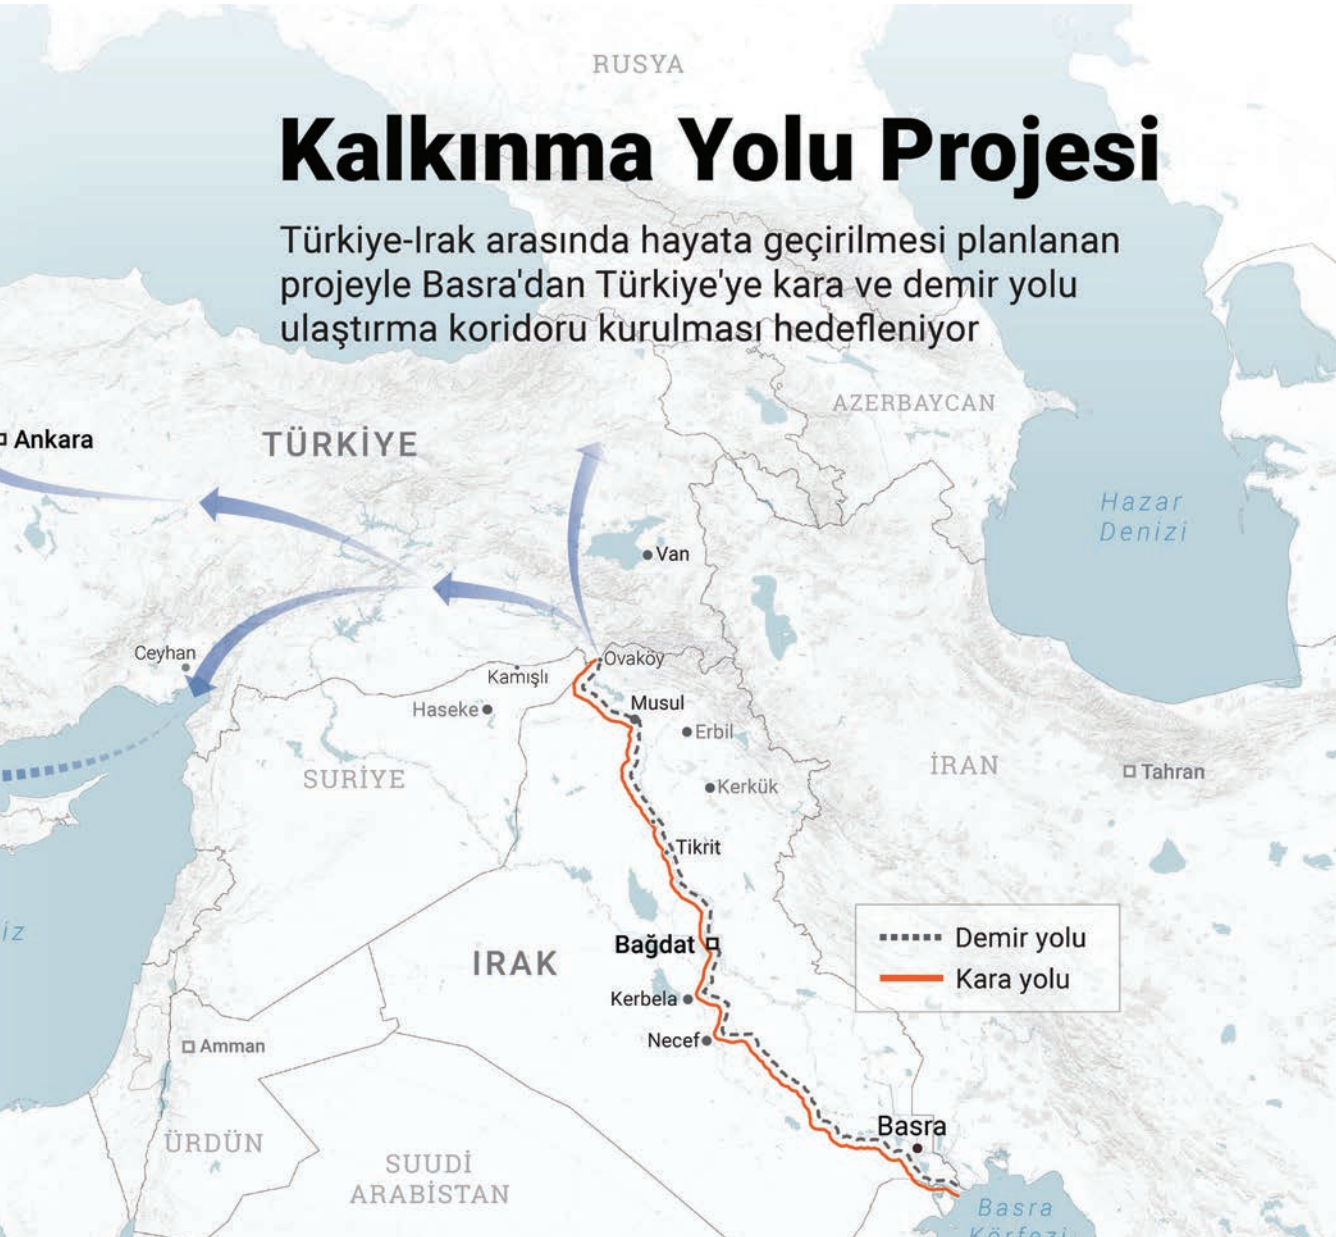 RUSYA
Kalkınma Yolu Projesi
Türkiye-Irak arasında hayata geçirilmesi planlanan
projeyle Basra'dan Türkiye'ye kara ve demir yolu
ulaştırma koridoru kurulması hedefleniyor
AZERBAYCAN
Ankara
TÜRKİYE
Hazar
Denizi
Van
Ceyhan
Ovaköy
Kamışlı
Haseke
Musul
Erbil
SURİYE
İRAN
Tahran
Kerkük
Tikrit
iz
Demir yolu
Bağdat
IRAK
Kara yolu
Kerbela
Necef
Amman
Basra
ÜRDÜN
SUUDİ
ARABİSTAN
Basra
Körfezi